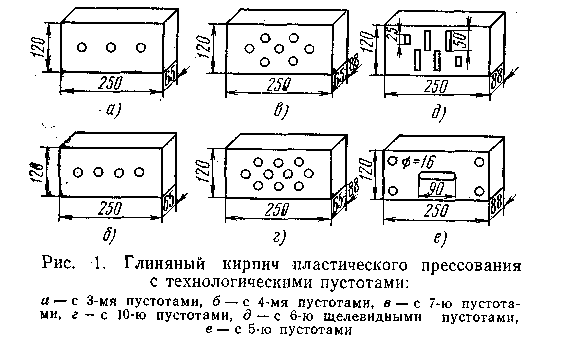 120 250 65 а)
120 250 65 88 в)
120 25 50 250 88 д)
120 250 65 б)
120 250 65 88 г)
120 ф=16 90 250 88 е)
Рис. 1. Глиняный кирпич пластического прессования
с технологическими пустотами:
а — с 3-мя пустотами, б — с 4-мя пустотами, в — с 7-ю пустота-
ми, г — с 10-ю пустотами, д — с 6-ю щелевидными пустотами,
е — с 5-ю пустотами